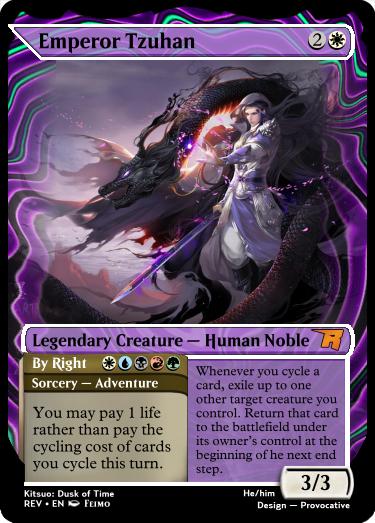 Emperor Tzuhan 2
Legendary Creature — Human Noble R
By Right
Sorcery — Adventure
You may pay 1 life
rather than pay the
cycling cost of cards
you cycle this turn.
Whenever you cycle a
card, exile up to one
other target creature you
control. Return that card
to the battlefield under
its owner's control at the
beginning of he next end
step.
3/3
Kitsuo: Dusk of Time
REV • EN Feimo
He/him
Design — Provocative